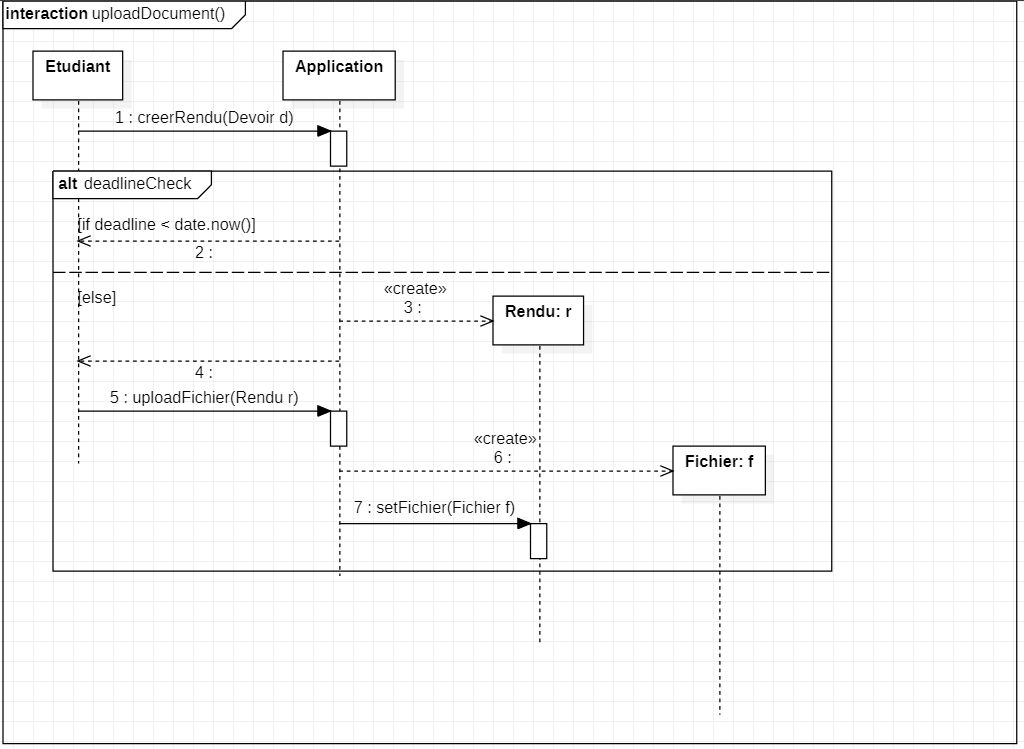 interaction uploadDocument()
Etudiant
Application
1 : creerRendu(Devoir d)
alt deadlineCheck
[if deadline < date.now()]
2 :
[else]
«create»
3 :
Rendu: r
4 :
5 : uploadFichier(Rendu r)
«create»
6 :
Fichier: f
7 : setFichier(Fichier f)